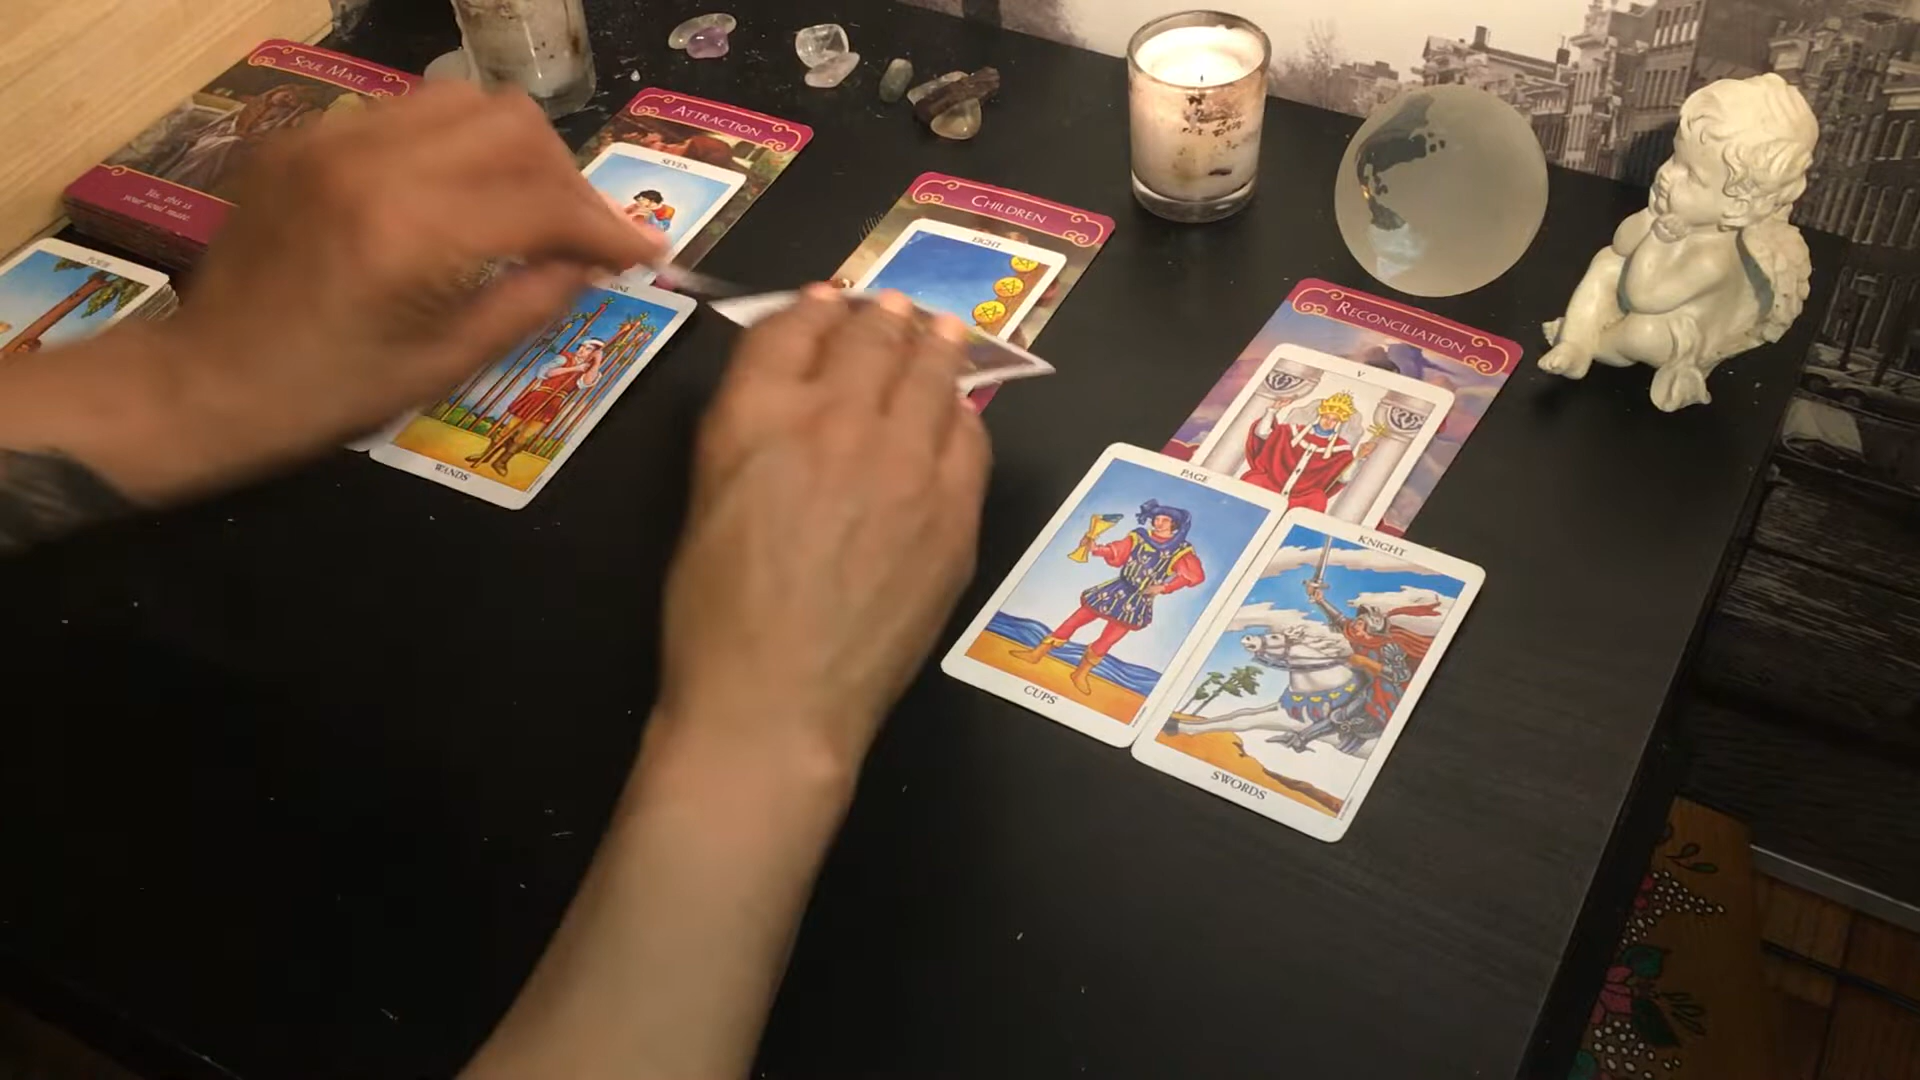 SOUL MATE
Yes, this is
your soul mate.
FOUR
ATTRACTION
SEVEN
NINE
WANDS
CHILDREN
EIGHT
RECONCILIATION
V
PAGE
CUPS
KNIGHT
SWORDS